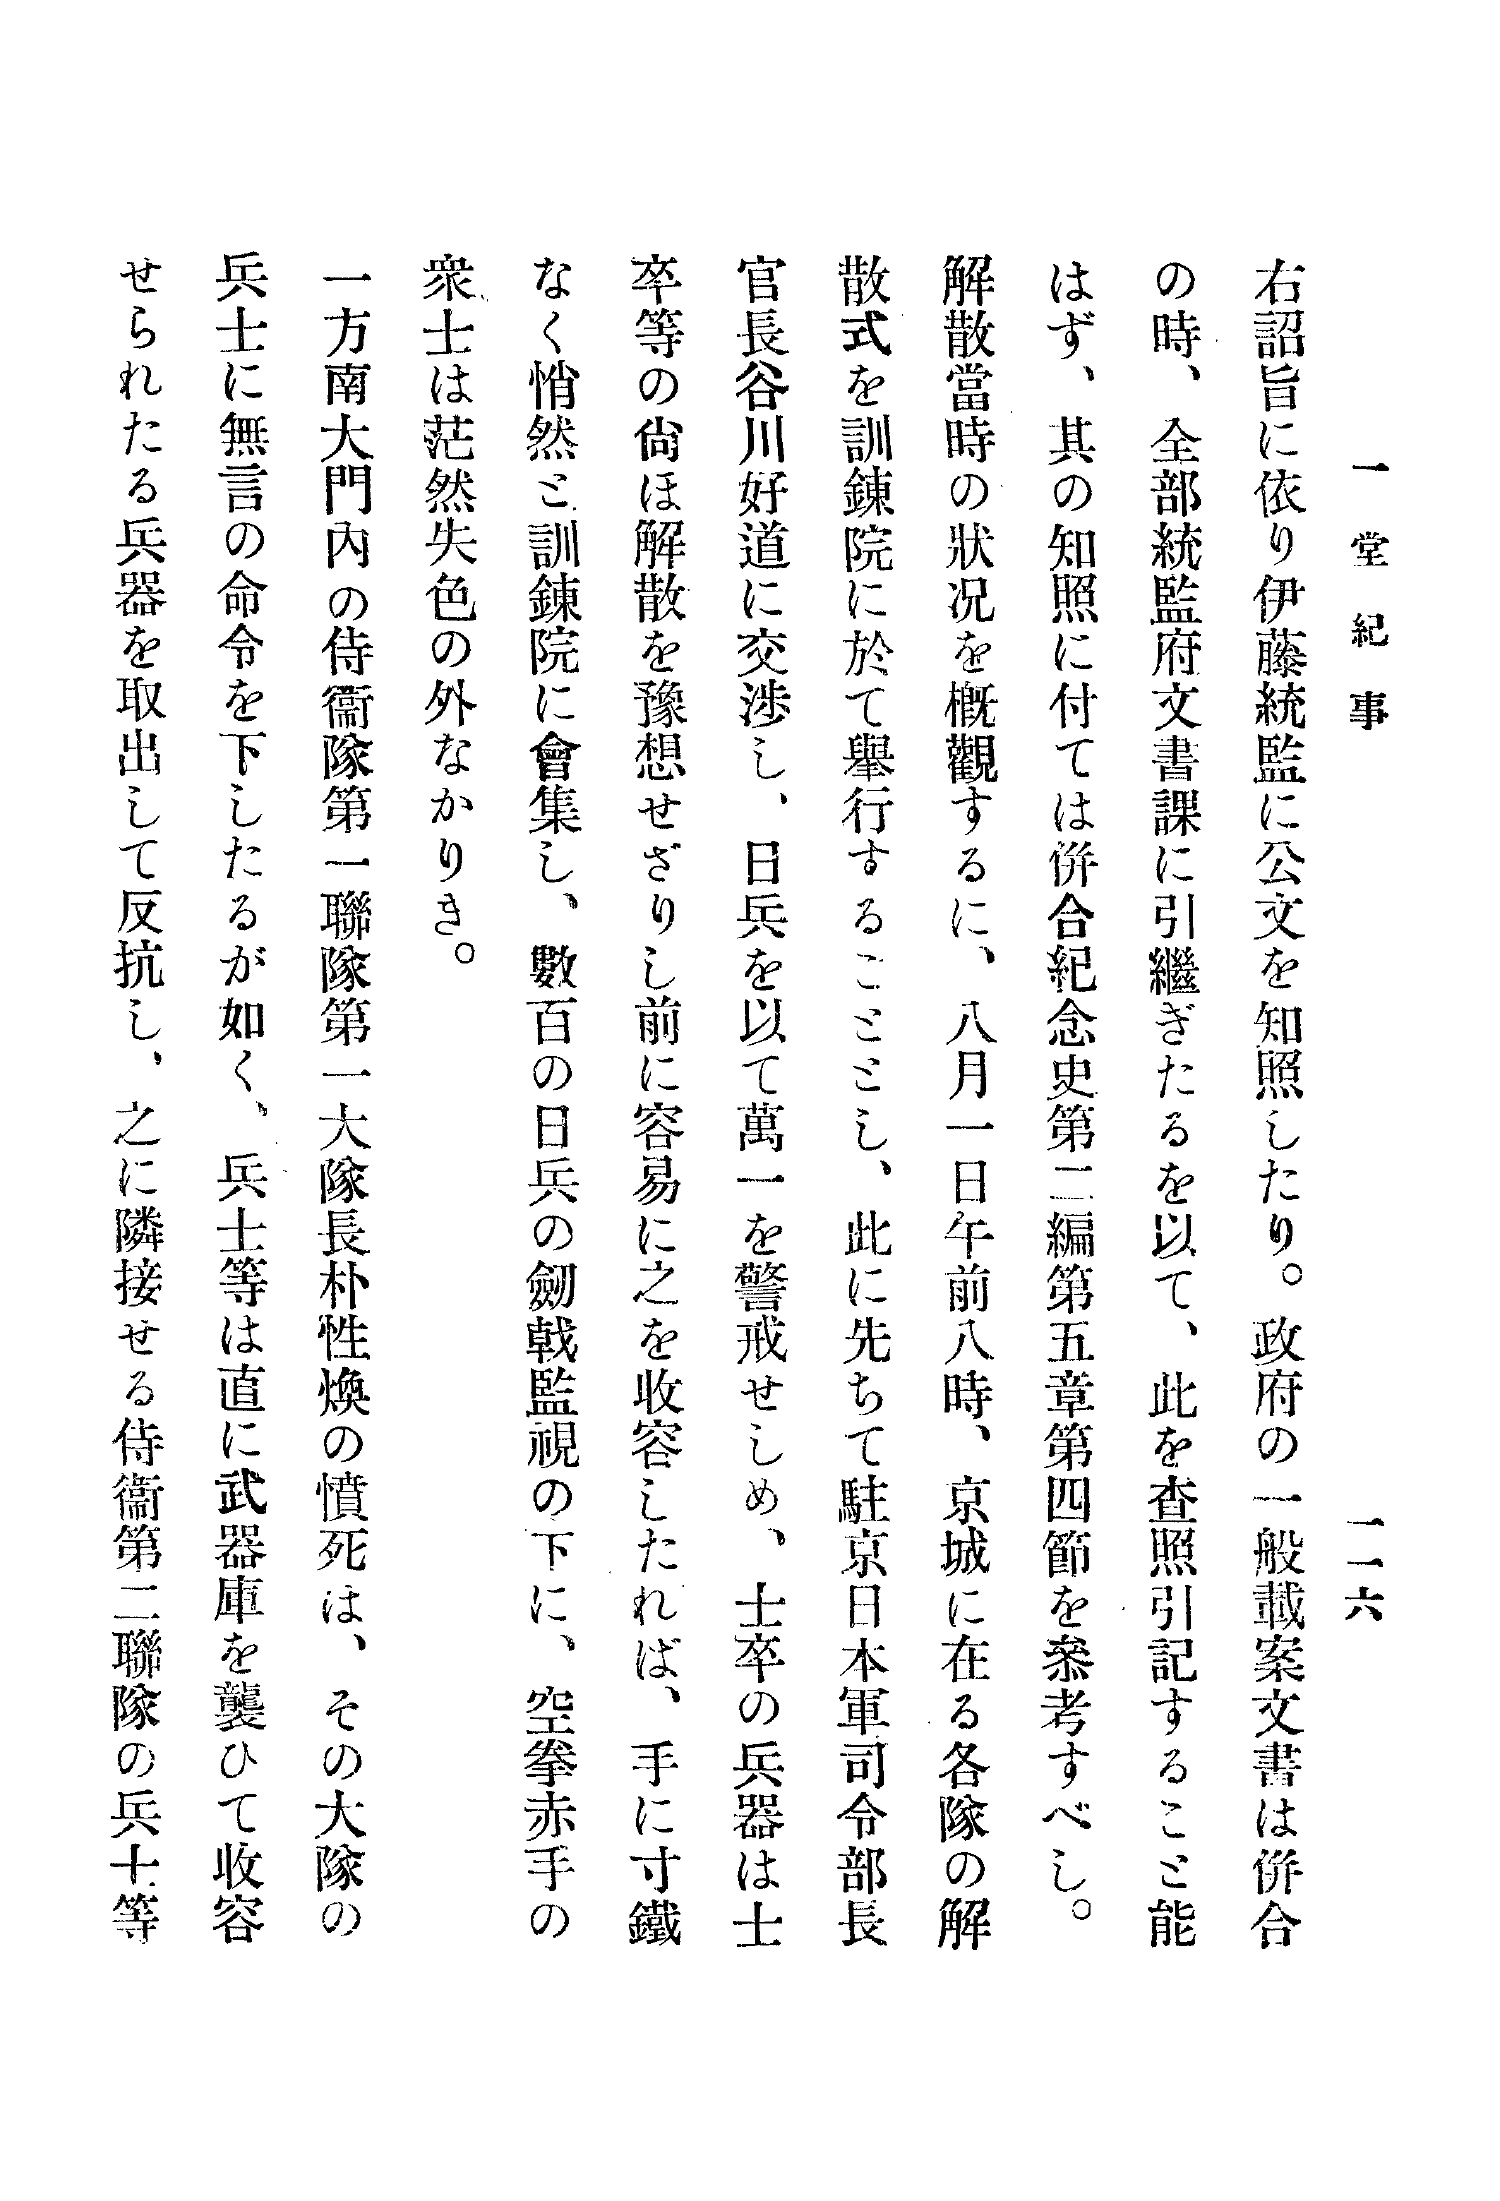 一堂紀事
一一六
右詔旨に依り伊藤統監に公文を知照したり。政府の一般載案文書は併合
の時、全部統監府文書課に引繼ぎたるを以て、此を査照引記すること能
はず、其の知照に付ては併合紀念史第二編第五章第四節を叅考すべし。
解散當時の狀況を槪觀するに、八月一日午前八時、京城に在る各隊の解
散式を訓鍊院に於て擧行することとし、此に先ちて駐京日本軍司令部長
官長谷川好道に交涉し、日兵を以て萬一を警戒せしめ、士卒の兵器は士
卒等の尙ほ解散を豫想せざりし前に容易に之を收容したれば、手に寸鐵
なく悄然と訓鍊院に會集し、數百の日兵の劒戟監視の下に、空拳赤手の
衆士は茫然失色の外なかりき。
一方南大門內の侍衞隊第一聯隊第一大隊長朴性煥の憤死は、その大隊の
兵士に無言の命令を下したるが如く、兵士等は直に武器庫を襲ひて收容
せられたる兵器を取出して反抗し、之に隣接せる侍衞第二聯隊の兵士等